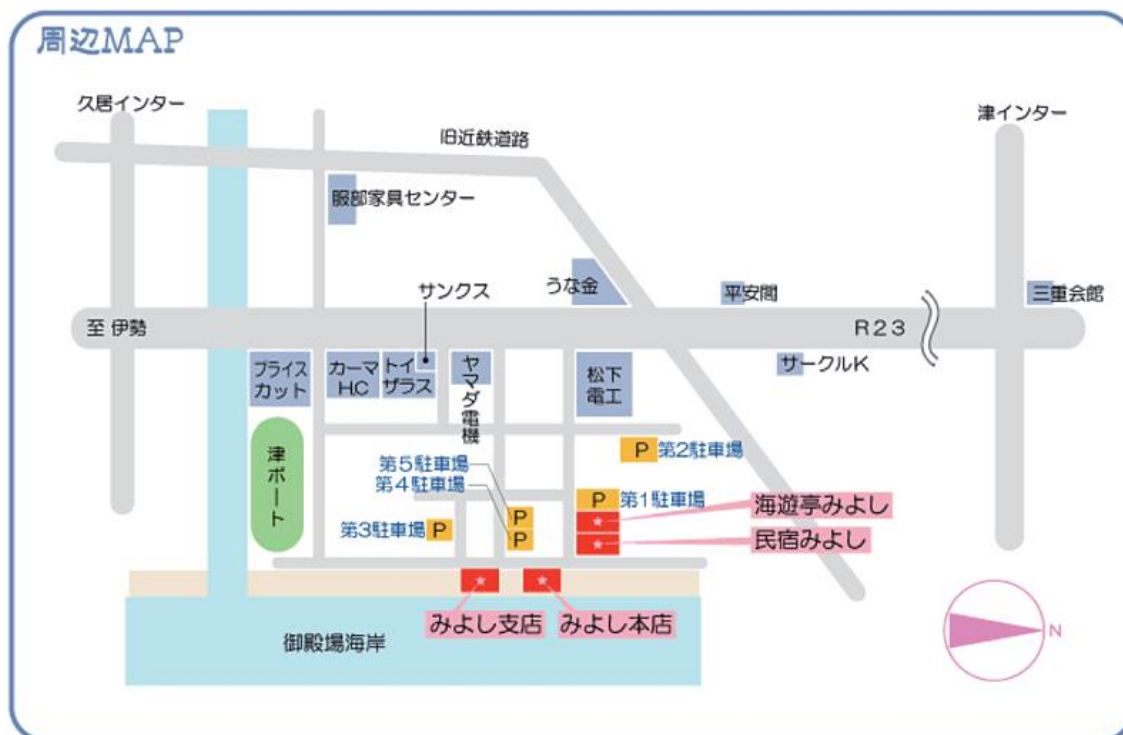 周辺MAP
久居インター
津インター
旧近鉄道路
服部家具センター
うな金
サンクス
平安閣
三重会館
至 伊勢
R23
プライス
カット
カーマ
H.C
トイ
ザラス
ヤマダ電機
松下
電工
サークルK
津ボート
P
第2駐車場
第5駐車場
第4駐車場
P
第1駐車場
海遊亭みよし
第3駐車場
P
P
P
民宿みよし
みよし支店
みよし本店
御殿場海岸
N